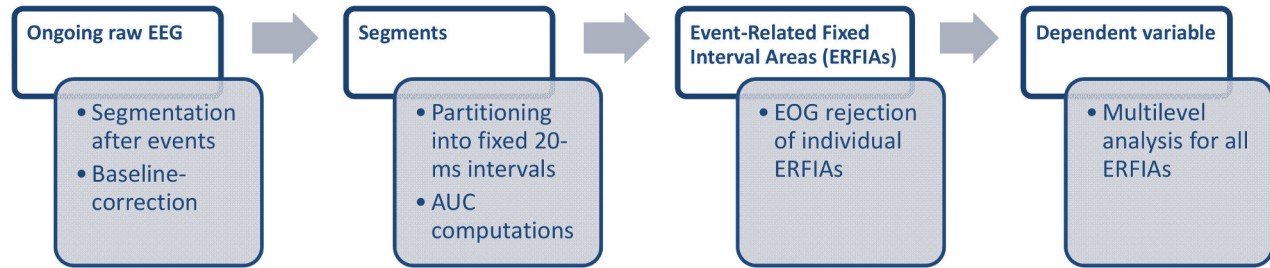 Ongoing raw EEG
• Segmentation
after events
• Baseline-
correction
Segments
• Partitioning
into fixed 20-
ms intervals
• AUC
computations
Event-Related Fixed
Interval Areas (ERFIAs)
• EOG rejection
of individual
ERFIAs
Dependent variable
• Multilevel
analysis for all
ERFIAs